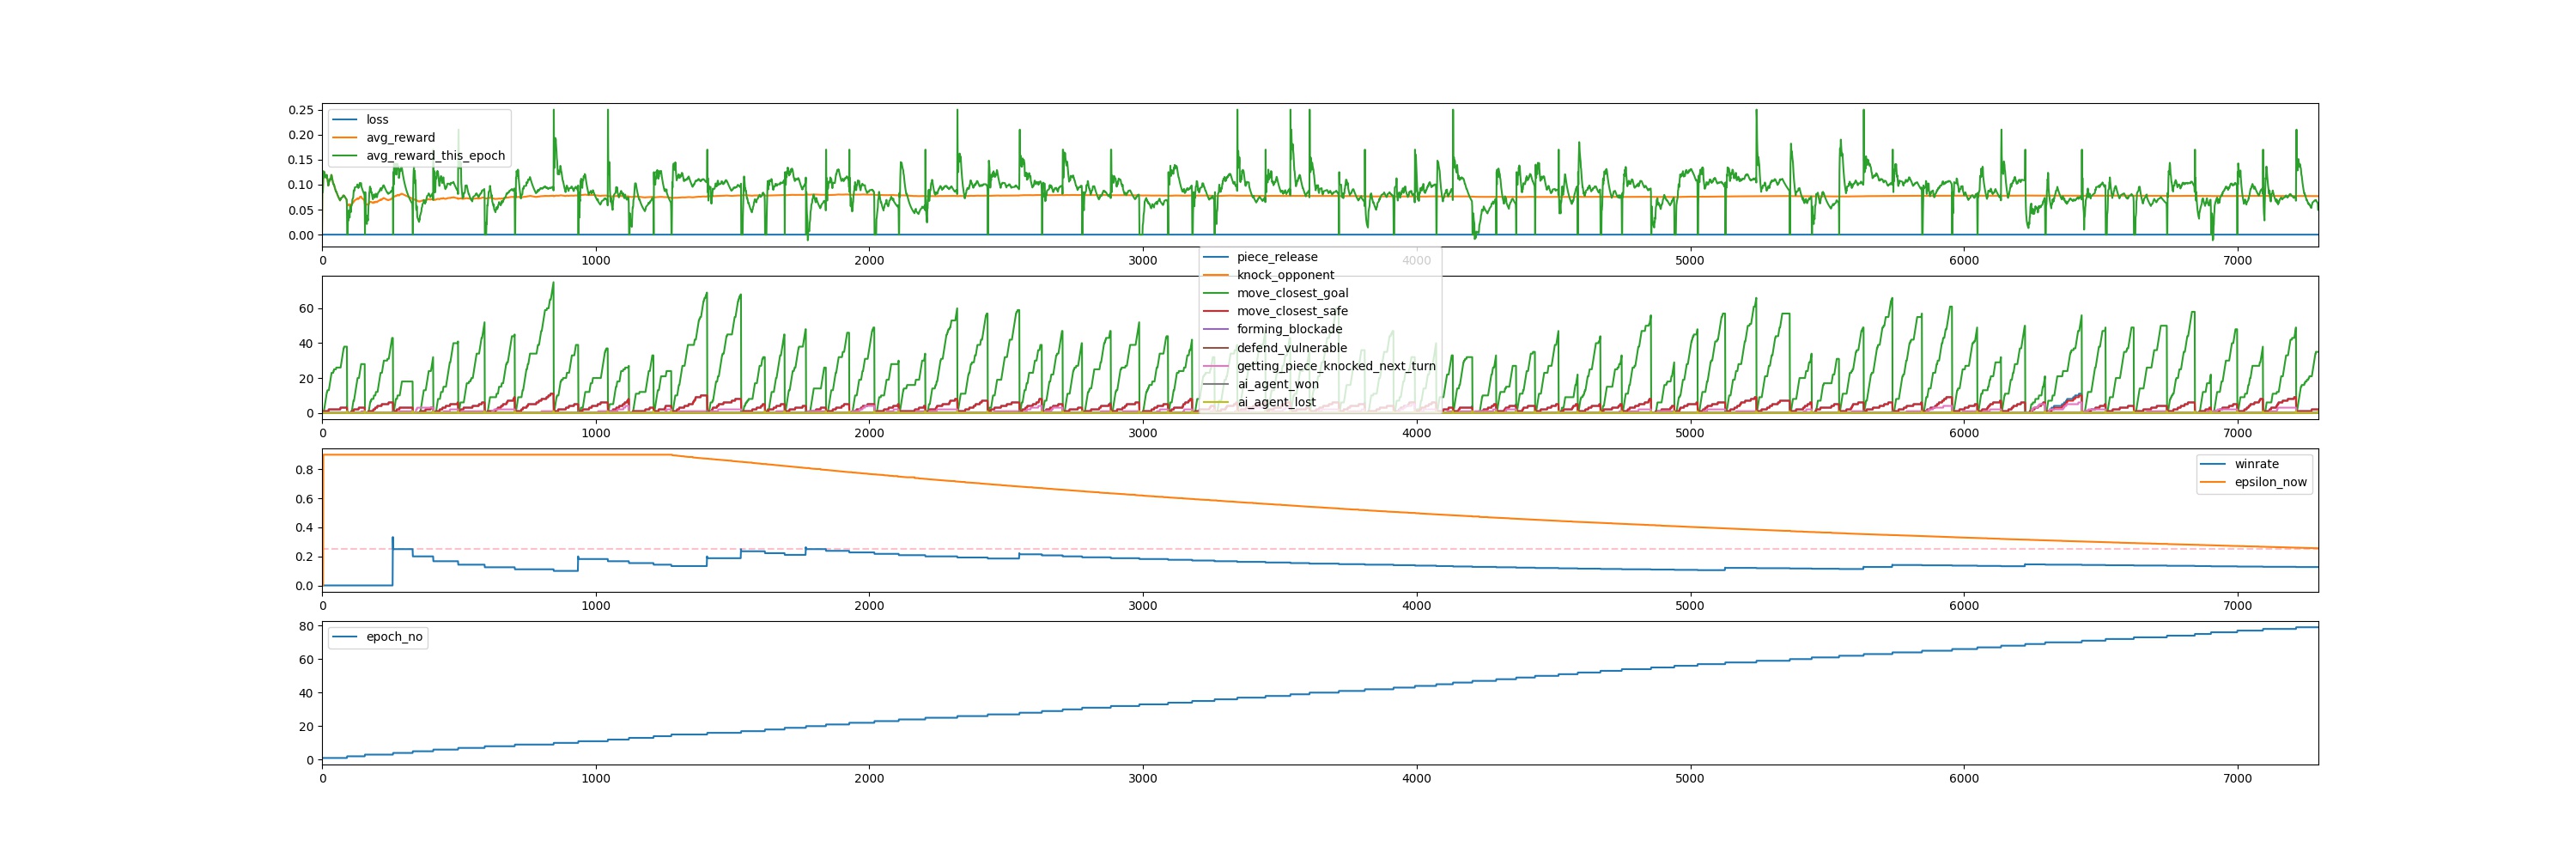 0.25
0.20
0.15
0.10
0.05
0.00
loss
avg_reward
avg_reward_this_epoch
0 1000 2000 3000 4000 5000 6000 7000
60
40
20
0
piece_release
knock_opponent
move_closest_goal
move_closest_safe
forming_blockade
defend_vulnerable
getting_piece_knocked_next_turn
ai_agent_won
ai_agent_lost
0 1000 2000 3000 4000 5000 6000 7000
0.8
0.6
0.4
0.2
0.0
winrate
epsilon_now
0 1000 2000 3000 4000 5000 6000 7000
80
60
40
20
0
epoch_no
0 1000 2000 3000 4000 5000 6000 7000